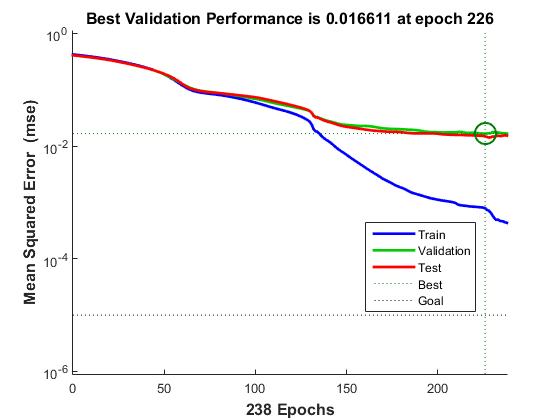 Best Validation Performance is 0.016611 at epoch 226
Mean Squared Error (mse)
10^0
10^-2
10^-4
10^-6
Train
Validation
Test
Best
Goal
0 50 100 150 200
238 Epochs